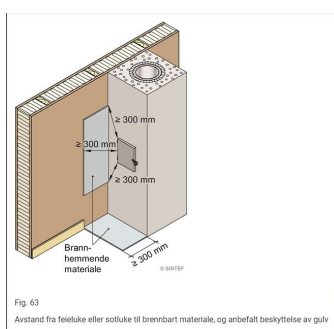 ≥ 300 mm
≥ 300 mm
≥ 300 mm
Brann-
hemmende
materiale
≥ 300 mm
© SINTEF
Fig. 63
Avstand fra feieluke eller sotluke til brennbart materiale, og anbefalt beskyttelse av gulv